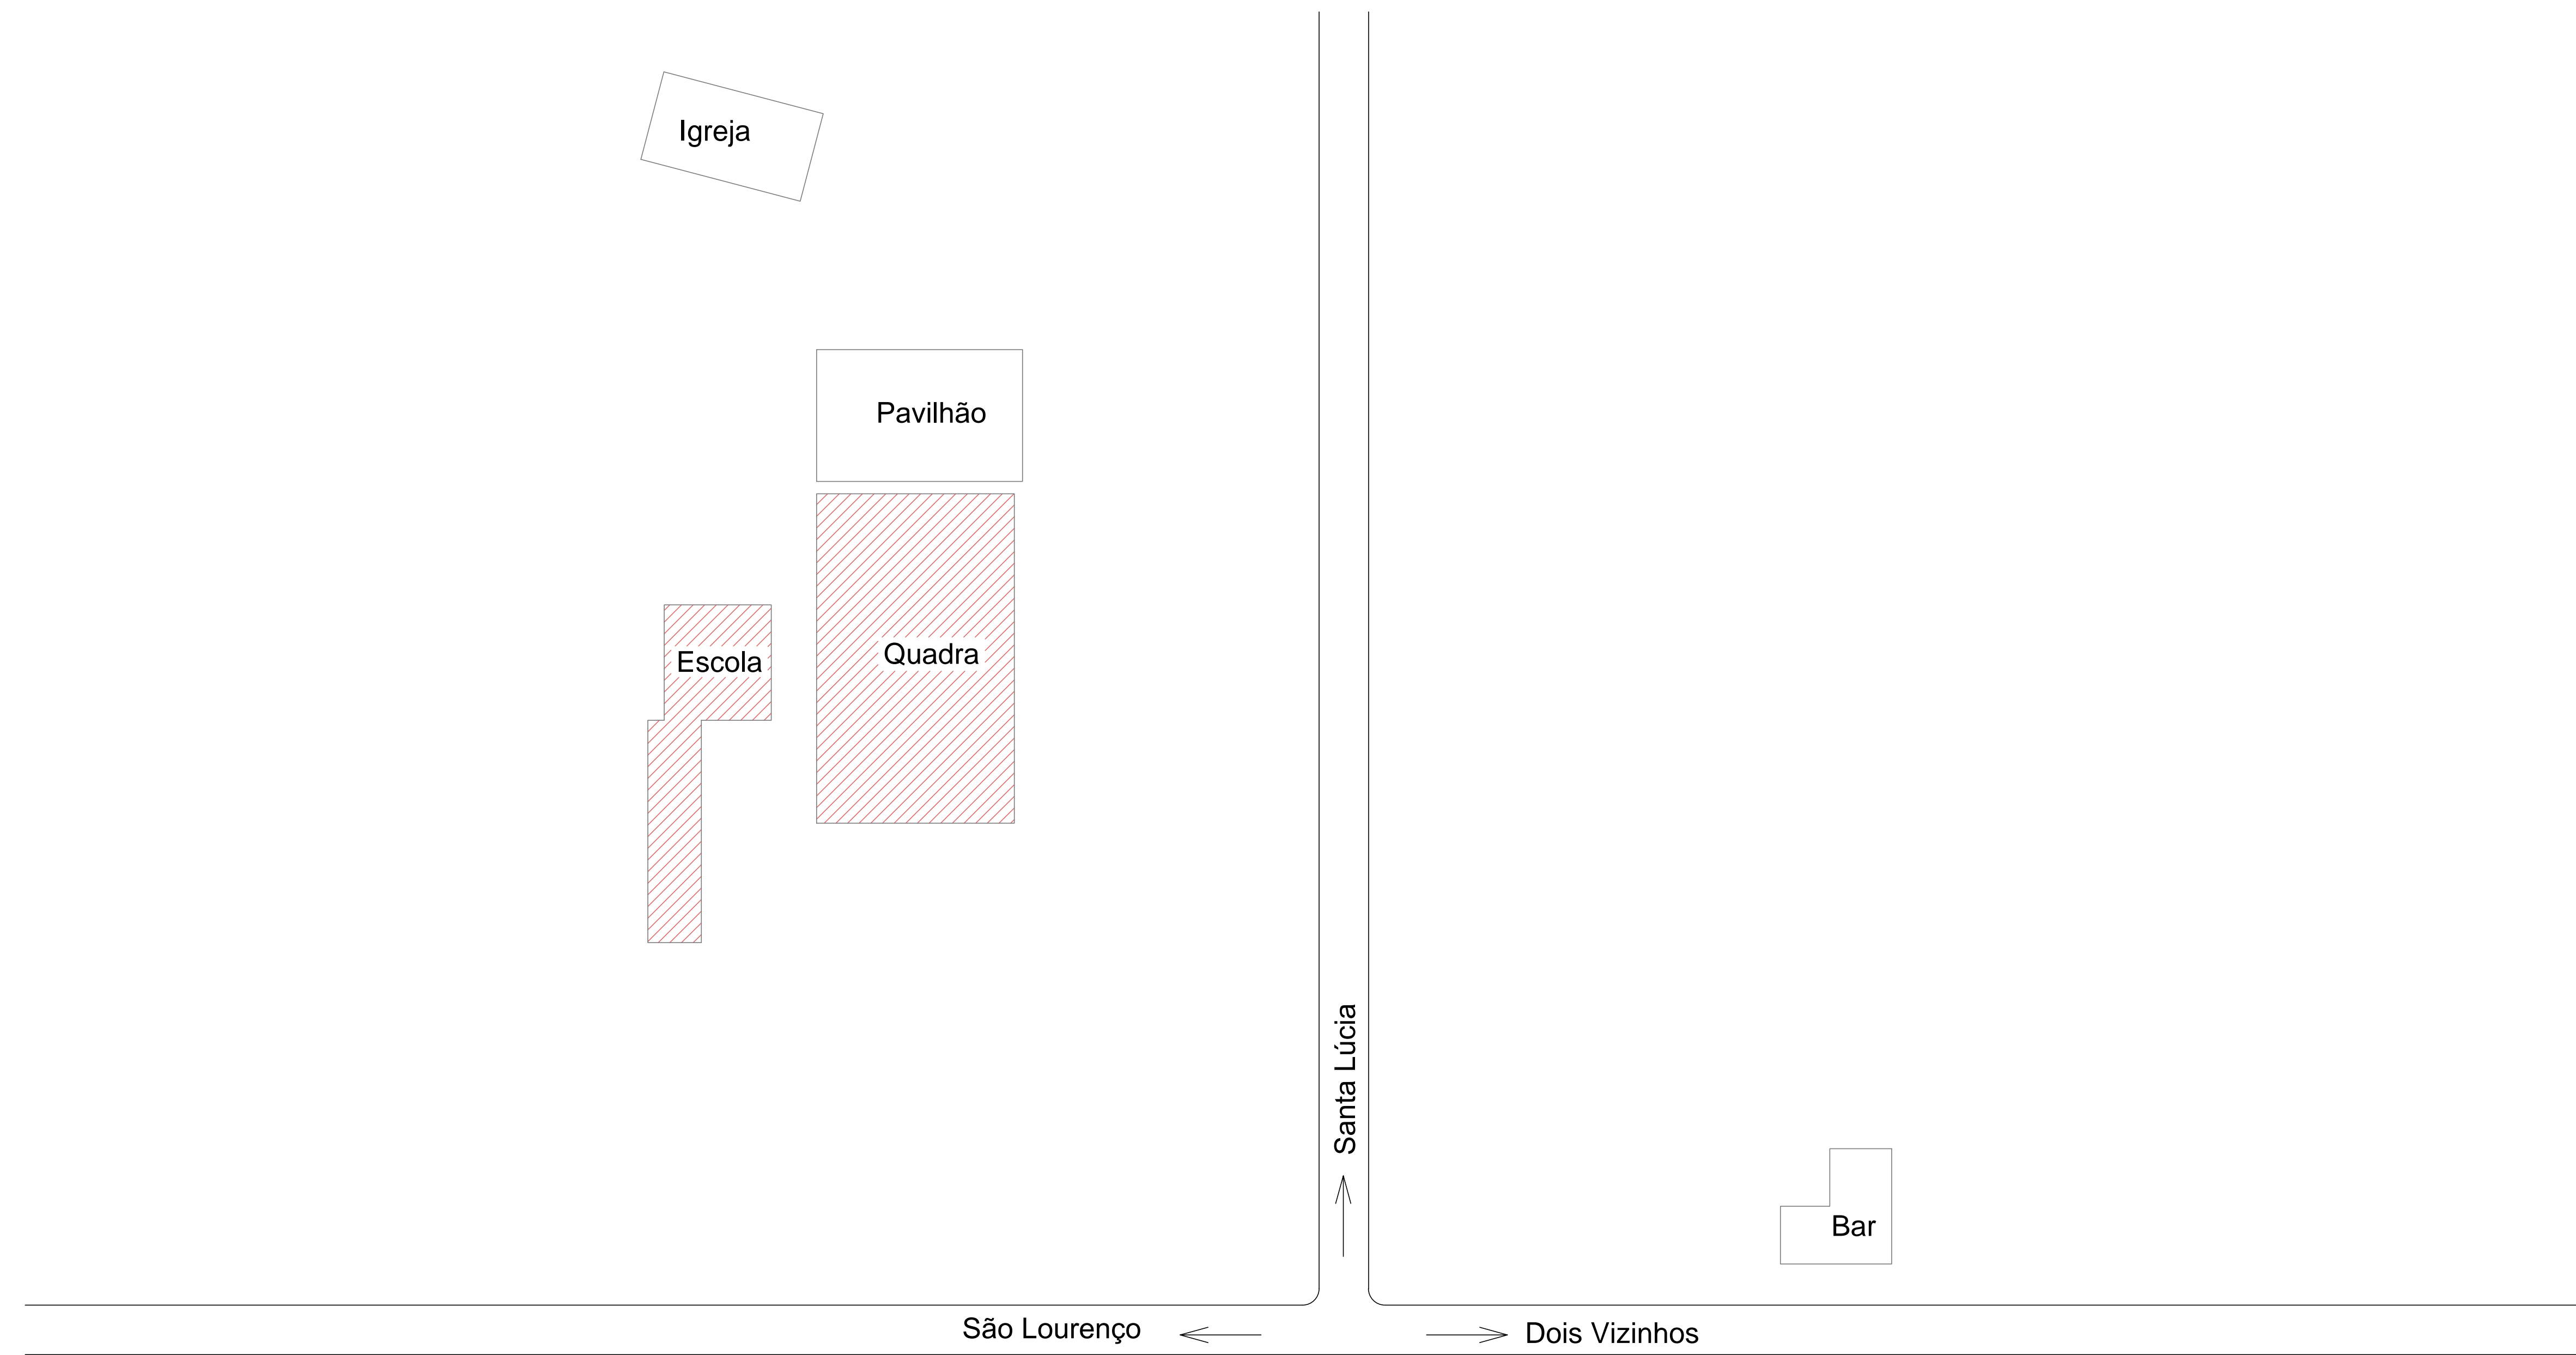 Igreja
Pavilhão
Quadra
Escola
Santa Lúcia
Bar
São Lourenço
Dois Vizinhos